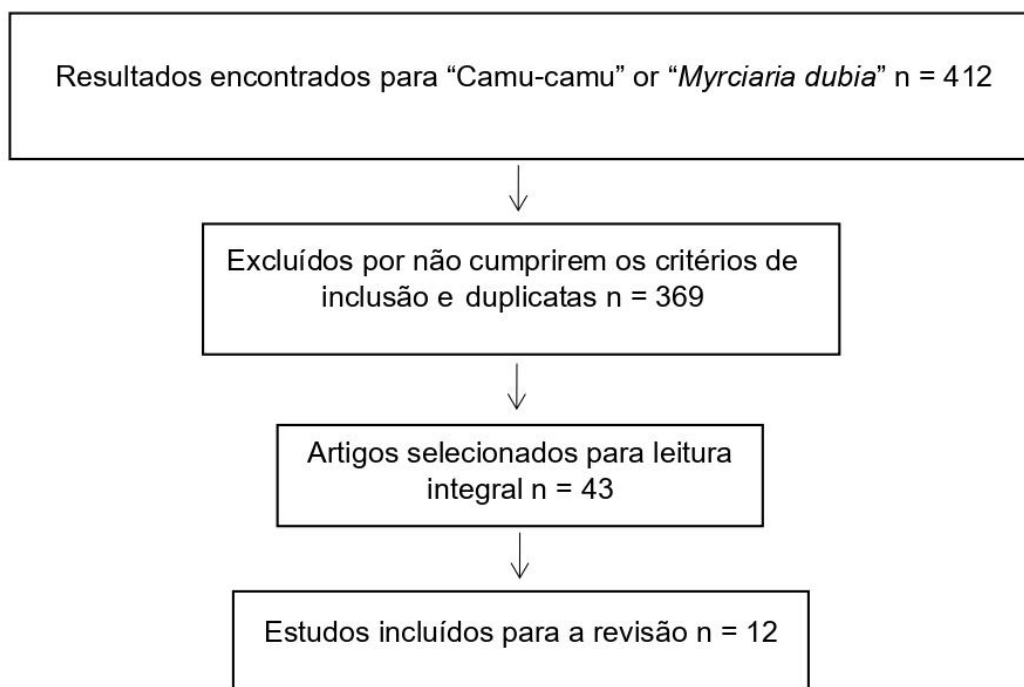 Resultados encontrados para “Camu-camu” or “Myrciaria dubia” n = 412
Excluídos por não cumprirem os critérios de
inclusão e duplicatas n = 369
Artigos selecionados para leitura
integral n = 43
Estudos incluídos para a revisão n = 12